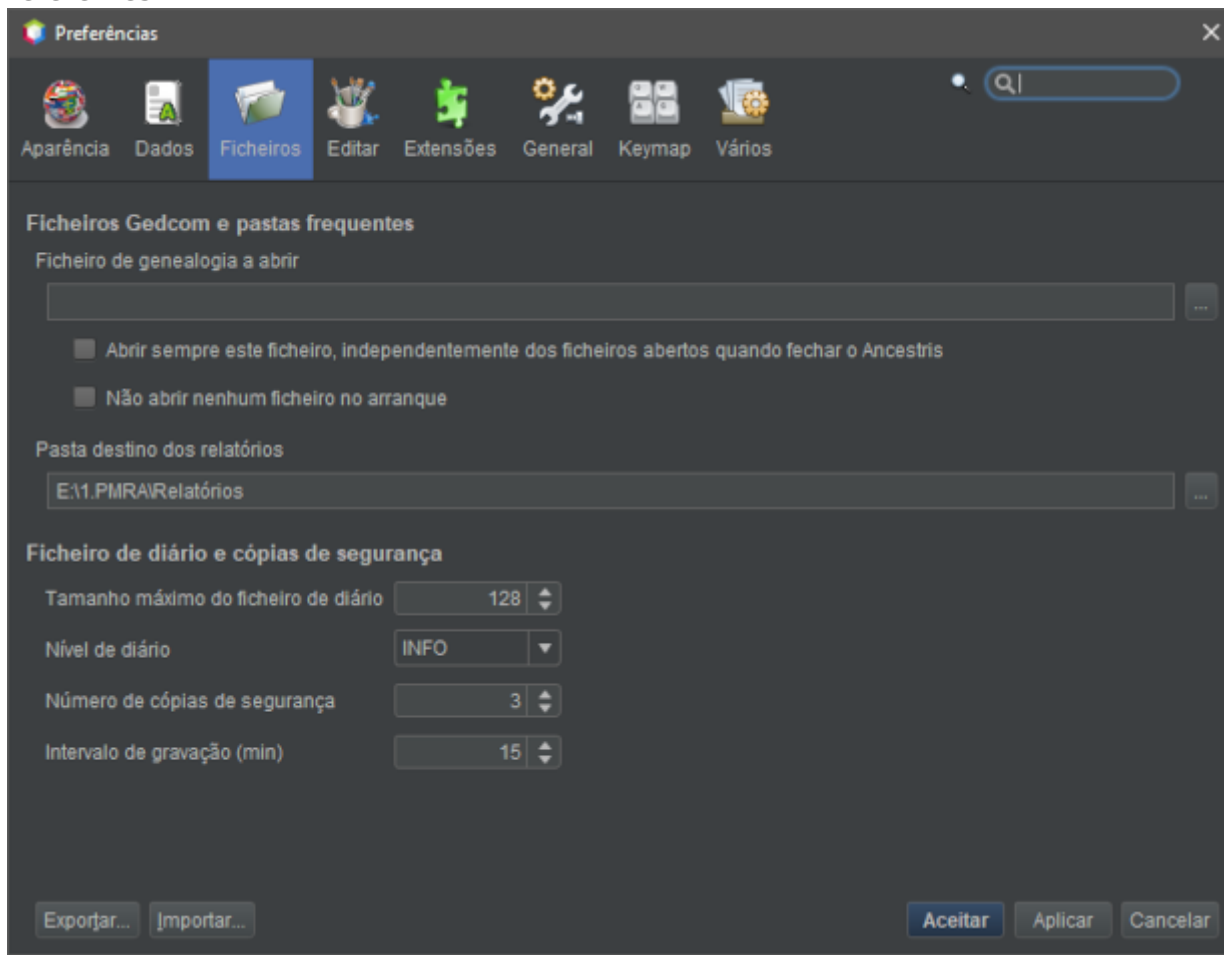 Preferências
Aparência Dados Ficheiros Editar Extensões General Keymap Vários
Ficheiros Gedcom e pastas frequentes
Ficheiro de genealogia a abrir
...
Abrir sempre este ficheiro, independentemente dos ficheiros abertos quando fechar o Ancestris
Não abrir nenhum ficheiro no arranque
Pasta destino dos relatórios
E:\1.PMRA\Relatórios ...
Ficheiro de diário e cópias de segurança
Tamanho máximo do ficheiro de diário 128
Nível de diário INFO
Número de cópias de segurança 3
Intervalo de gravação (min) 15
Exportar... Importar... Aceitar Aplicar Cancelar